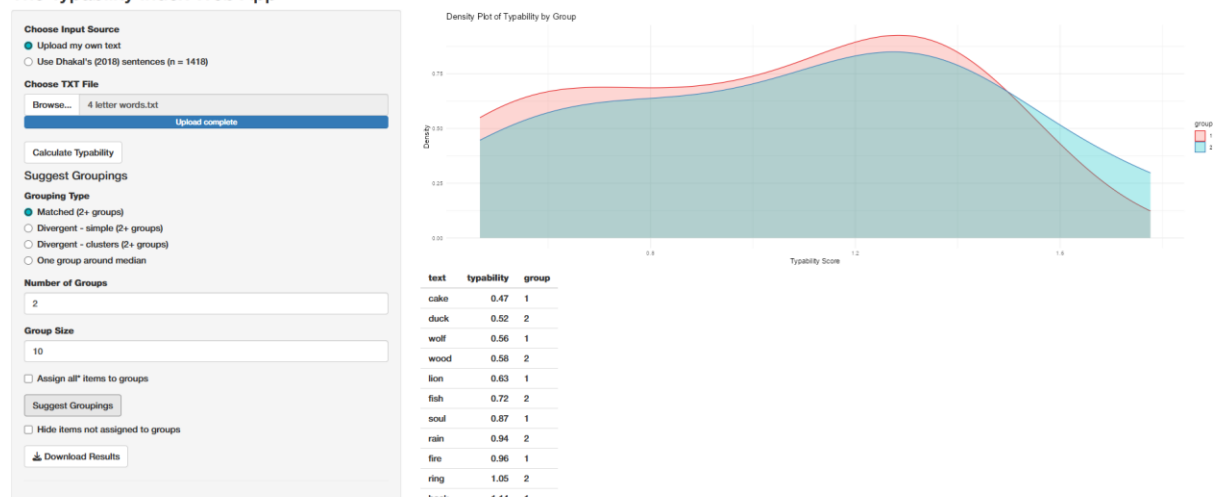 Choose Input Source
Upload my own text
Use Dhakal's (2018) sentences (n = 1418)
Choose TXT File
Browse... 4 letter words.txt
Upload complete
Calculate Typability
Suggest Groupings
Grouping Type
Matched (2+ groups)
Divergent - simple (2+ groups)
Divergent - clusters (2+ groups)
One group around median
Number of Groups
2
Group Size
10
Assign all* items to groups
Suggest Groupings
Hide items not assigned to groups
Download Results
Density Plot of Typability by Group
0.75
0.50
0.25
0.00
Density
0.8 1.2 1.6
Typability Score
group
1
2
text typability group
cake 0.47 1
duck 0.52 2
wolf 0.56 1
wood 0.58 2
lion 0.63 1
fish 0.72 2
soul 0.87 1
rain 0.94 2
fire 0.96 1
ring 1.05 2